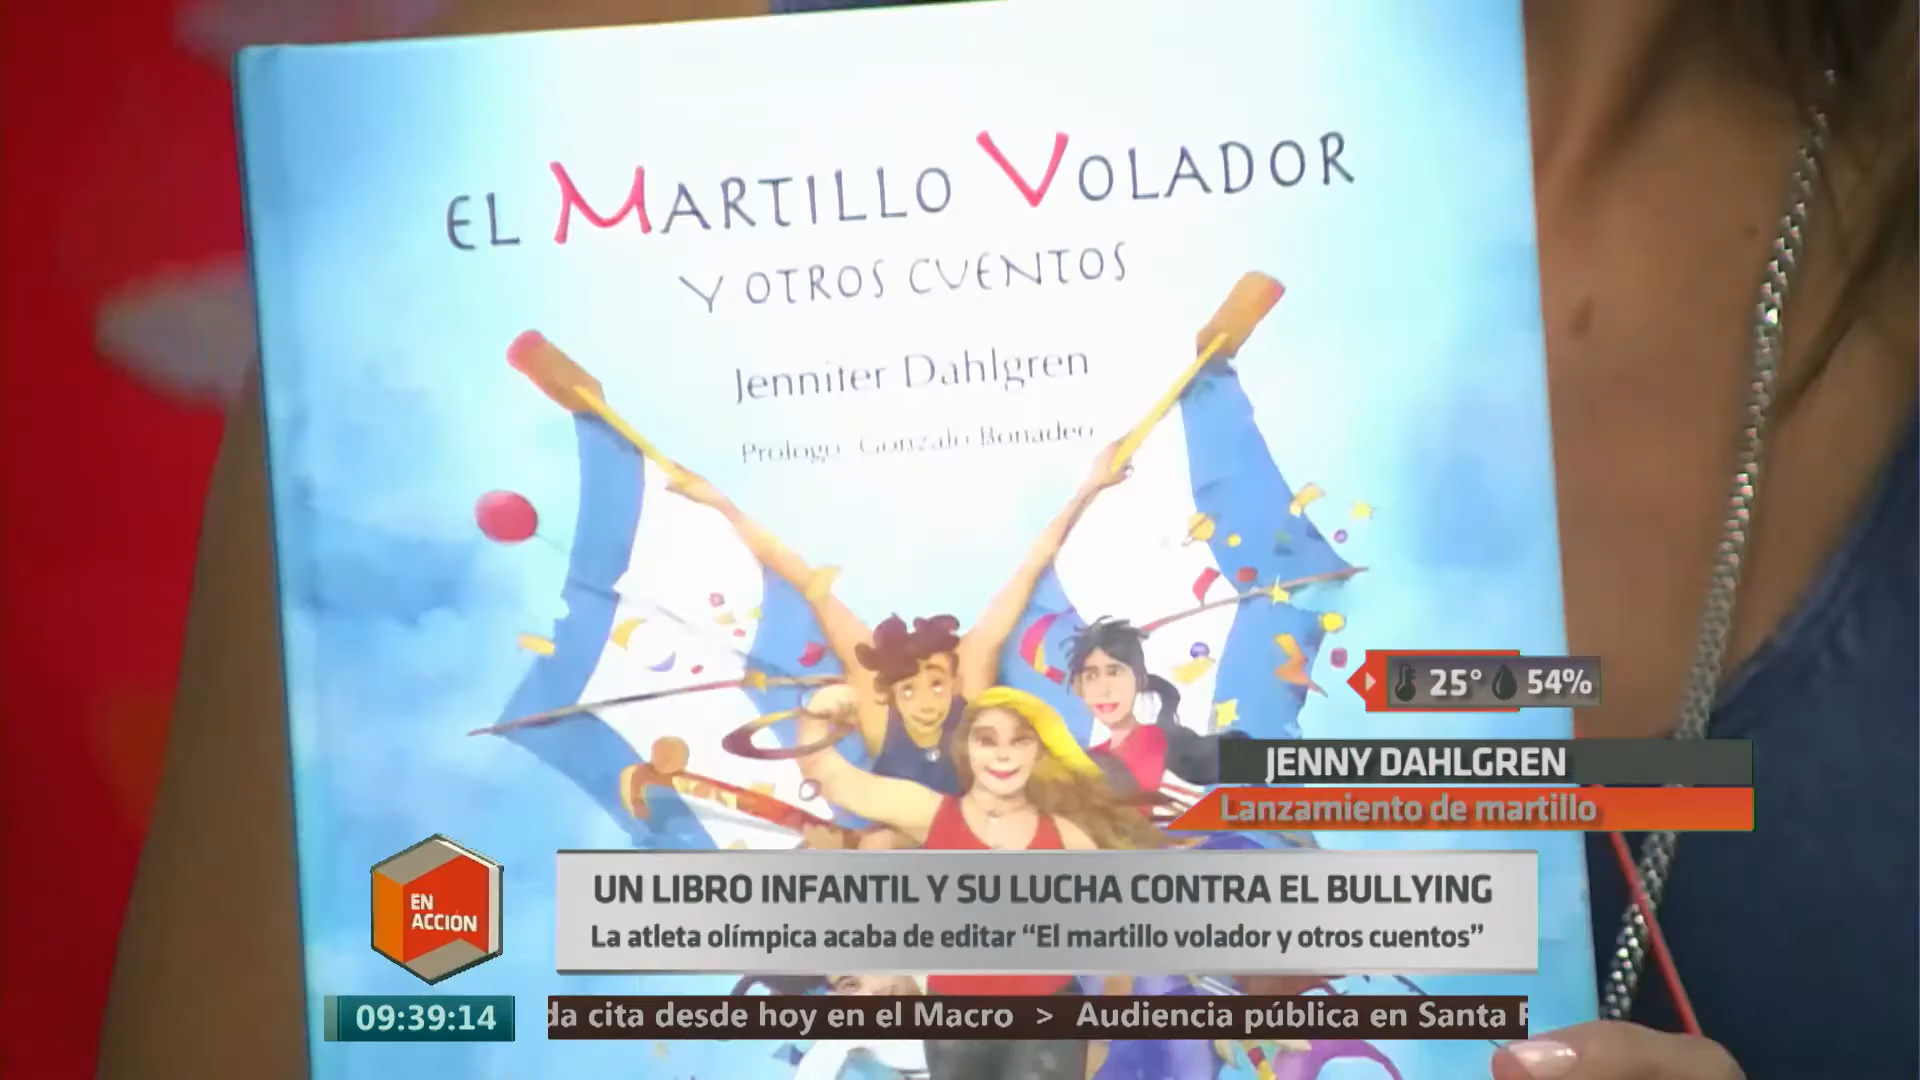 EL MARTILLO VOLADOR
Y OTROS CUENTOS
Jennifer Dahlgren
Prologo Gonzalo Bonadeo
25° 54%
JENNY DAHLGREN
Lanzamiento de martillo
EN
ACCIÓN
UN LIBRO INFANTIL Y SU LUCHA CONTRA EL BULLYING
La atleta olímpica acaba de editar “El martillo volador y otros cuentos”
09:39:14
da cita desde hoy en el Macro > Audiencia pública en Santa F